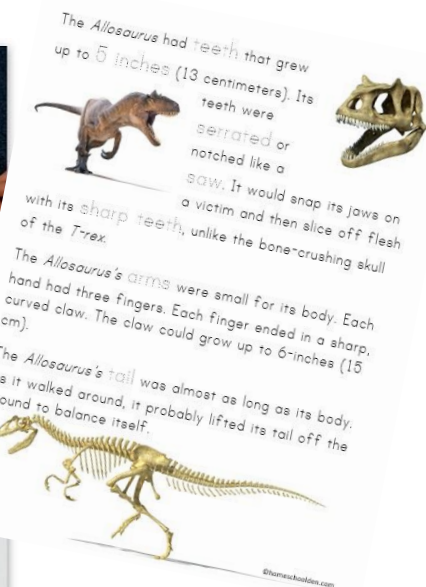 The Allosaurus had teeth that grew
up to 5 inches (13 centimeters). Its
teeth were
serrated or
notched like a
saw. It would snap its jaws on
a victim and then slice off flesh
with its sharp teeth, unlike the bone-crushing skull
of the T-rex.
The Allosaurus's arms were small for its body. Each
hand had three fingers. Each finger ended in a sharp,
curved claw. The claw could grow up to 6-inches (15
cm).
The Allosaurus's tail was almost as long as its body.
s it walked around, it probably lifted its tail off the
ound to balance itself.
©homeschoolden.com